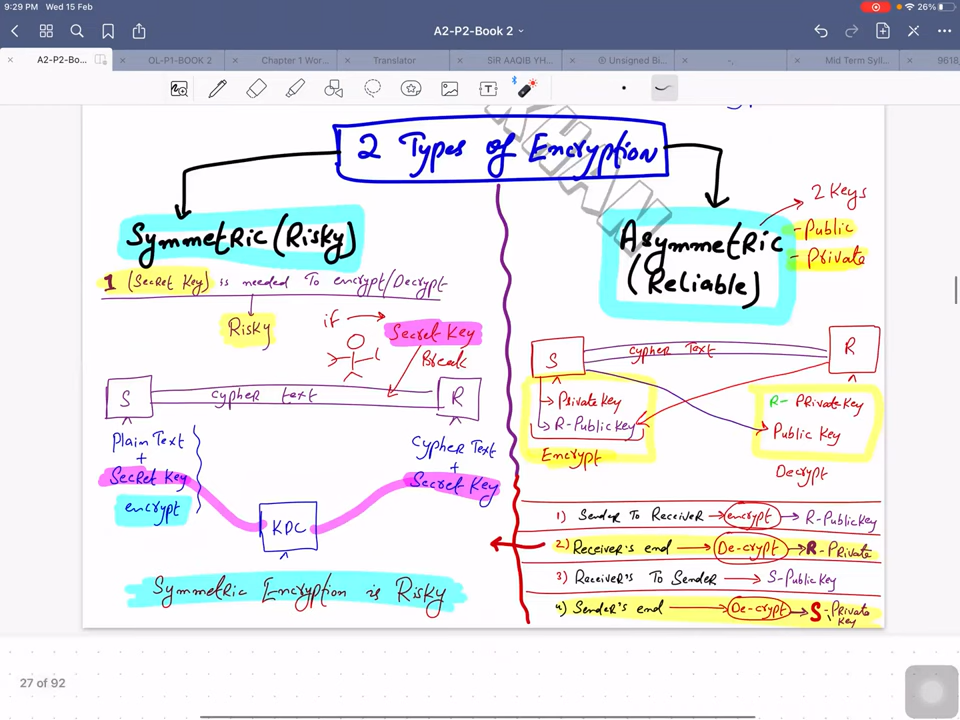 9:29 PM Wed 15 Feb
26%
A2-P2-Book 2
A2-P2-Bo...
OL-P1-BOOK 2
Chapter 1 Wor...
Translator
SIR AAQIB YH...
Unsigned Bi...
Mid Term Syll...
9618
KHAN
2 Types of Encryption
Symmetric (Risky)
1 (Secret Key) is needed To encrypt/Decrypt
Risky
if
Secret Key
Break
S
cypher text
R
Plain Text
+
Secret Key
encrypt
Cypher Text
+
Secret Key
KDC
Symmetric Encryption is Risky
Asymmetric
(Reliable)
2 Keys
- Public
- Private
S
Cypher Text
R
Private Key
R-Public Key
Encrypt
R- Private Key
Public Key
Decrypt
1) Sender To Receiver encrypt R-Public Key
2) Receiver's end De-crypt R-Private
3) Receiver's To Sender S-Public Key
4) Sender's end De-crypt S-Private Key
27 of 92